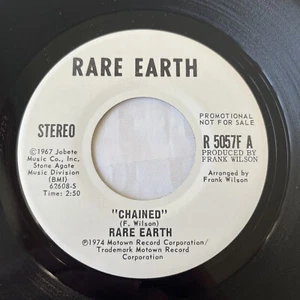 RARE EARTH
STEREO
PROMOTIONAL
NOT FOR SALE
R 5057F A
PRODUCED BY
FRANK WILSON
℗1967 Jobete
Music Co., Inc.
Stone Agate
Music Division
(BMI)
62608-S
Time: 2:50
Arranged by
Frank Wilson
"CHAINED"
(F. Wilson)
RARE EARTH
℗1974 Motown Record Corporation/
Trademark Motown Record Corporation